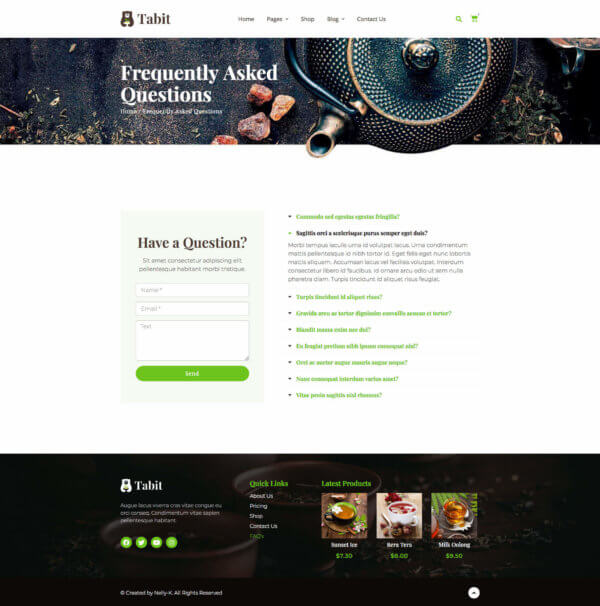 Tabit
Home Pages Shop Blog Contact Us
Frequently Asked
Questions
Home / Frequently Asked Questions
Have a Question?
Sit amet consectetur adipiscing elit
pellentesque habitant morbi tristique.
Name *
Email *
Text
Send
Commodo sed egestas egestas fringilla?
Sagittis orci a scelerisque purus semper eget duis?
Morbi tempus iaculis urna id volutpat lacus. Urna condimentum
mattis pellentesque id nibh tortor id. Eget felis eget nunc lobortis
mattis aliquam. Accumsan lacus vel facilisis volutpat. Interdum
consectetur libero id faucibus. Id ornare arcu odio ut sem nulla
pharetra diam. Turpis tincidunt id aliquet risus feugiat.
Turpis tincidunt id aliquet risus?
Gravida arcu ac tortor dignissim convallis aenean et tortor?
Blandit massa enim nec dui?
Eu feugiat pretium nibh ipsum consequat nisl?
Orci ac auctor augue mauris augue neque?
Nunc consequat interdum varius amet?
Vitae proin sagittis nisl rhoncus?
Tabit
Augue lacus viverra cras vitae congue eu
orci conseq. Condimentum vitae sapien
pellentesque habitant.
Quick Links
About Us
Pricing
Shop
Contact Us
FAQ's
Latest Products
Sunset Ice
$7.30
Bera Tera
$8.00
Milk Oolong
$9.50
© Created by Nelly-K. All Rights Reserved